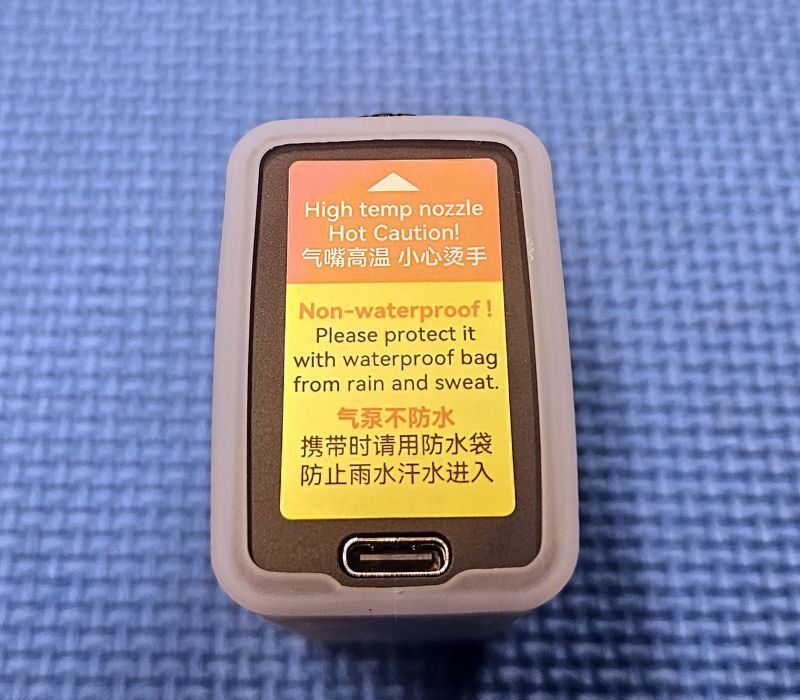 High temp nozzle
Hot Caution!
气嘴高温 小心烫手
Non-waterproof !
Please protect it
with waterproof bag
from rain and sweat.
气泵不防水
携带时请用防水袋
防止雨水汗水进入